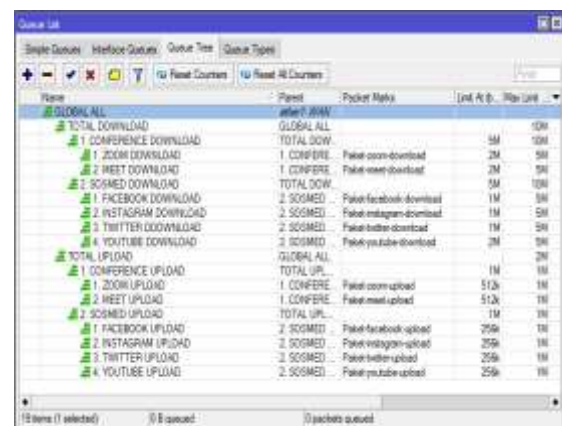 Queue List
Simple Queues Interface Queues Queue Tree Queue Types
Reset Counters Reset All Counters Find
Name Parent Packet Marks Limit At (b... Max Limit ...
GLOBAL ALL
TOTAL DOWNLOAD GLOBAL ALL 10M
1. CONFERENCE DOWNLOAD TOTAL DOW... 5M 5M
1. ZOOM DOWNLOAD 1. CONFERE... Paket-zoom-download 2M 5M
2. MEET DOWNLOAD 1. CONFERE... Paket-meet-download 2M 5M
2. SOSMED DOWNLOAD TOTAL DOW... 5M 10M
1. FACEBOOK DOWNLOAD 2. SOSMED ... Paket-facebook-download 1M 5M
2. INSTAGRAM DOWNLOAD 2. SOSMED ... Paket-instagram-download 1M 5M
3. TWITTER DDOWNLOAD 2. SOSMED ... Paket-twitter-download 1M 5M
4. YOUTUBE DOWNLOAD 2. SOSMED ... Paket-youtube-download 2M 5M
TOTAL UPLOAD GLOBAL ALL 2M
1. CONFERENCE UPLOAD TOTAL UPL... 1M 1M
1. ZOOM UPLOAD 1. CONFERE... Paket-zoom-upload 512k 1M
2. MEET UPLOAD 1. CONFERE... Paket-meet-upload 512k 1M
2. SOSMED UPLOAD TOTAL UPL... 1M 1M
1. FACEBOOK UPLOAD 2. SOSMED ... Paket-facebook-upload 256k 1M
2. INSTAGRAM UPLOAD 2. SOSMED ... Paket-instagram-upload 256k 1M
3. TWITTER UPLOAD 2. SOSMED ... Paket-twitter-upload 256k 1M
4. YOUTUBE UPLOAD 2. SOSMED ... Paket-youtube-upload 256k 1M
items (1 selected) 0 B queued 0 packets queued